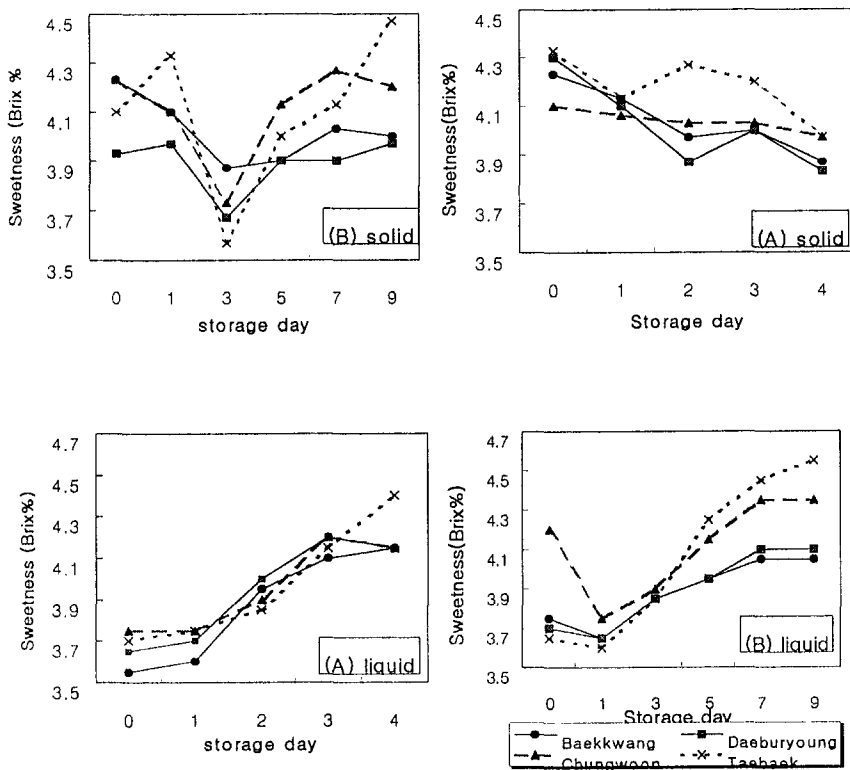 4.5
4.3
4.1
3.9
3.7
3.5
Sweetness (Brix %
(B) solid
0 1 3 5 7 9
storage day
4.5
4.3
4.1
3.9
3.7
3.5
Sweetness(Brix%)
(A) solid
0 1 2 3 4
Storage day
4.7
4.5
4.3
4.1
3.9
3.7
3.5
Sweetness (Brix%)
(A) liquid
0 1 2 3 4
storage day
4.7
4.5
4.3
4.1
3.9
3.7
3.5
Sweetness(Brix%)
(B) liquid
0 1 3 5 7 9
Storage day
Baekkwang Daeburyoung
Chungwoon Taebaek